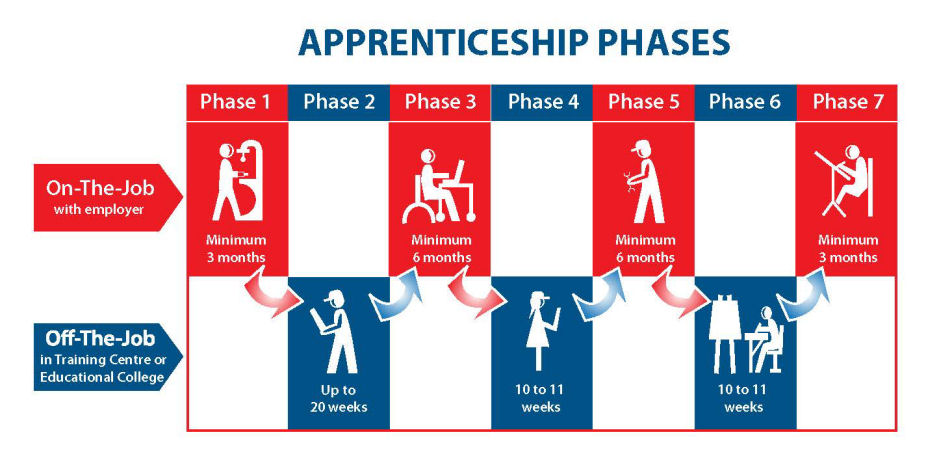 APPRENTICESHIP PHASES
Phase 1 Phase 2 Phase 3 Phase 4 Phase 5 Phase 6 Phase 7
On-The-Job
with employer
Minimum
3 months
Minimum
6 months
Minimum
6 months
Minimum
3 months
Off-The-Job
in Training Centre or
Educational College
Up to
20 weeks
10 to 11
weeks
10 to 11
weeks